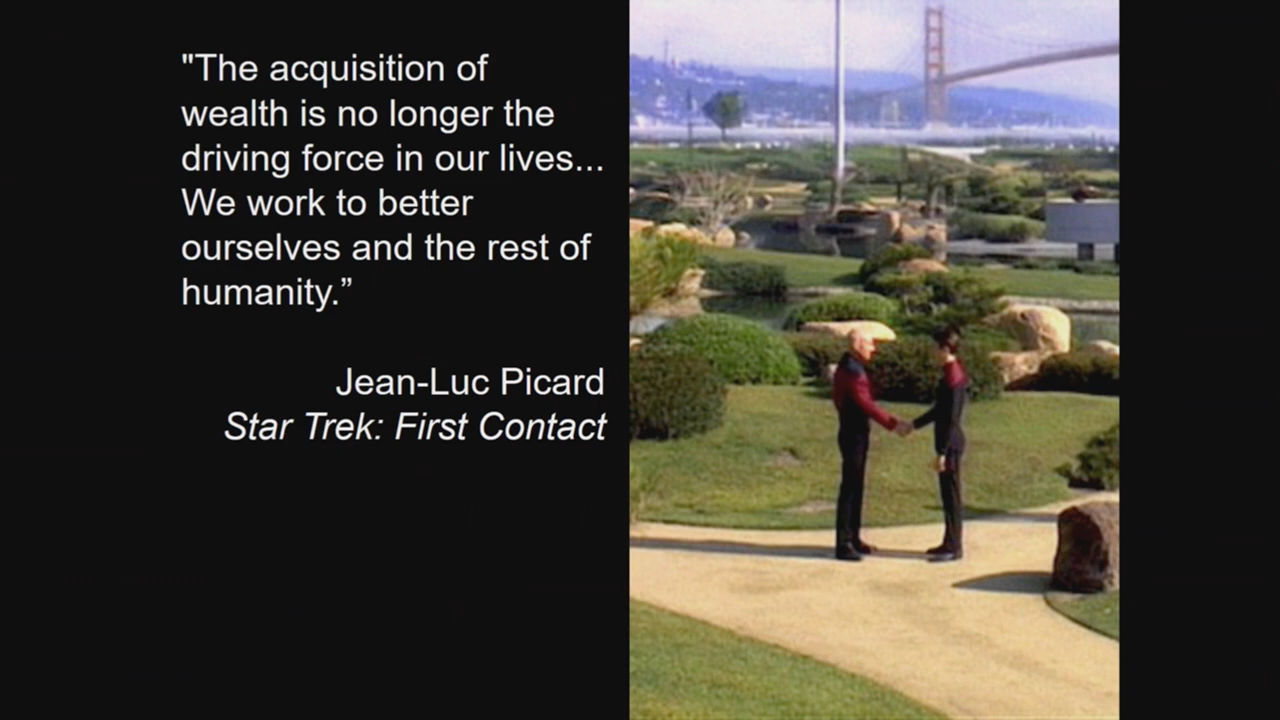 "The acquisition of
wealth is no longer the
driving force in our lives...
We work to better
ourselves and the rest of
humanity.”
Jean-Luc Picard
Star Trek: First Contact